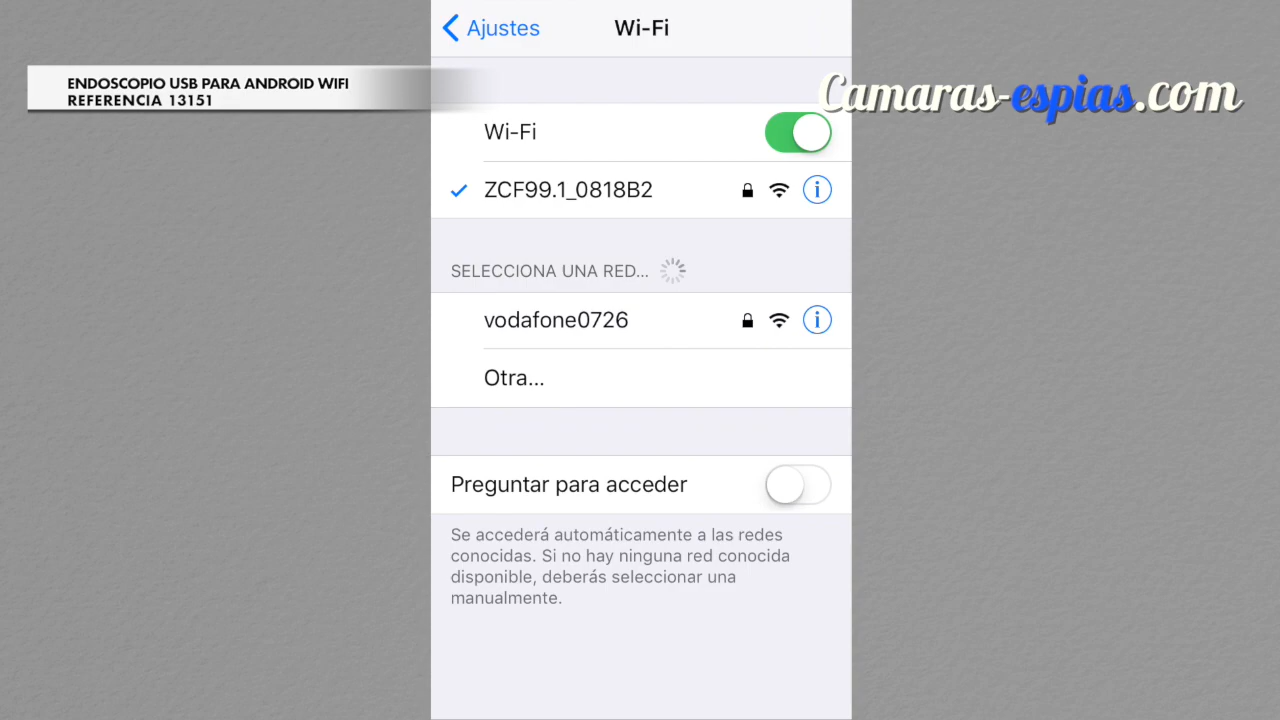 Ajustes
Wi-Fi
ENDOSCOPIO USB PARA ANDROID WIFI
REFERENCIA 13151
Camaras-espias.com
Wi-Fi
ZCF99.1_0818B2
SELECCIONA UNA RED...
vodafone0726
Otra...
Preguntar para acceder
Se accederá automáticamente a las redes
conocidas. Si no hay ninguna red conocida
disponible, deberás seleccionar una
manualmente.